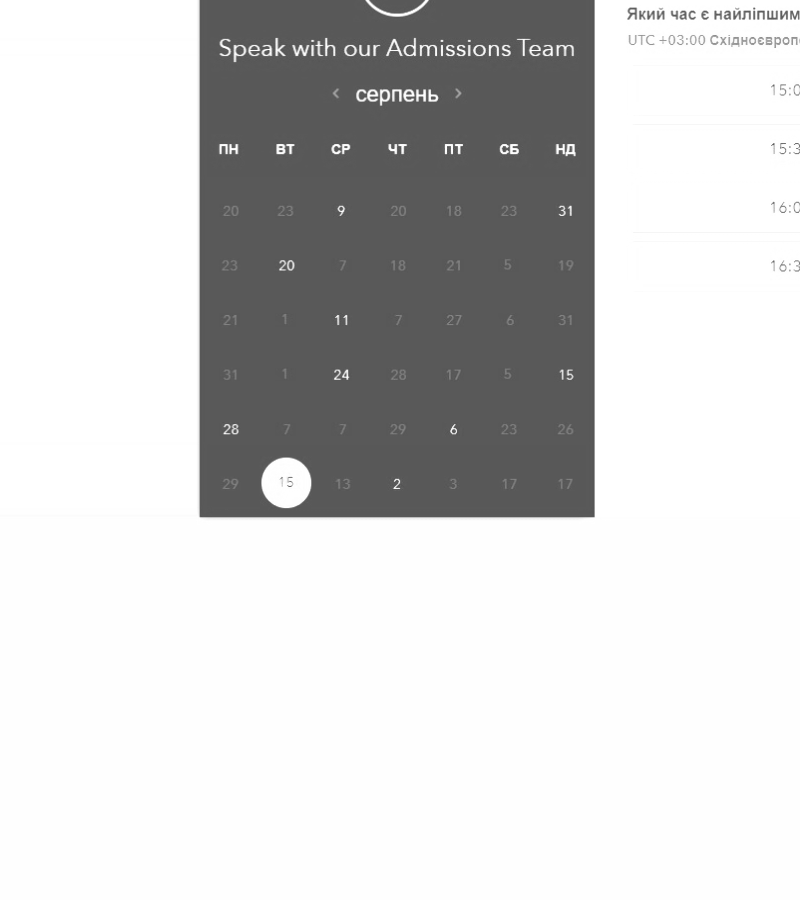 Speak with our Admissions Team
серпень
ПН ВТ СР ЧТ ПТ СБ НД
20 23 9 20 18 23 31
23 20 7 18 21 5 19
21 1 11 7 27 6 31
31 1 24 28 17 5 15
28 7 7 29 6 23 26
29 15 13 2 3 17 17
Який час є найліпшим
UTC +03:00
15:0
15:3
16:0
16:3